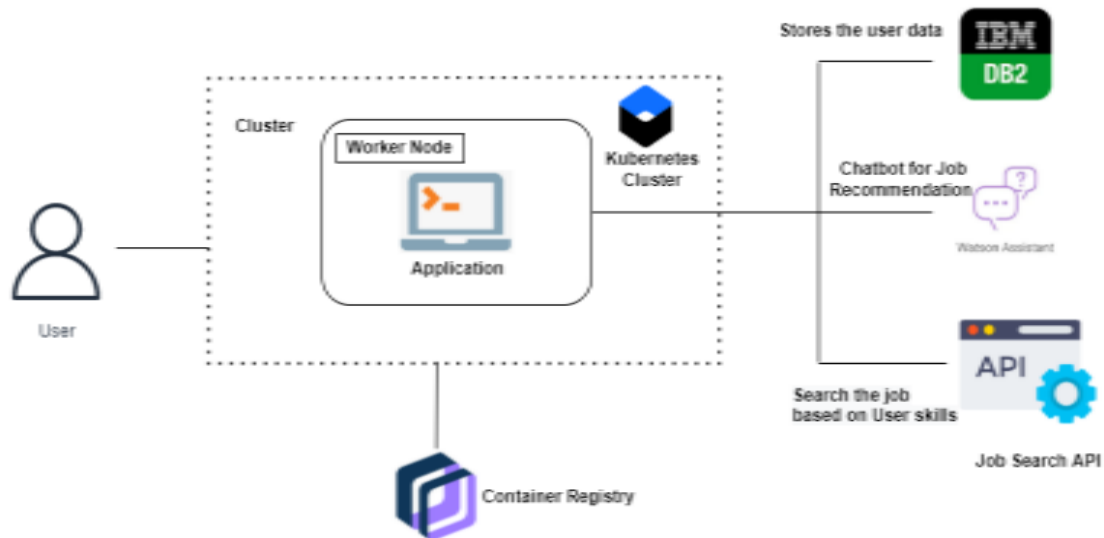 Stores the user data
IBM
DB2
Cluster
Worker Node
Kubernetes
Cluster
Application
Chatbot for Job
Recommendation
?
Watson Assistant
User
API
Search the job
based on User skills
Job Search API
Container Registry